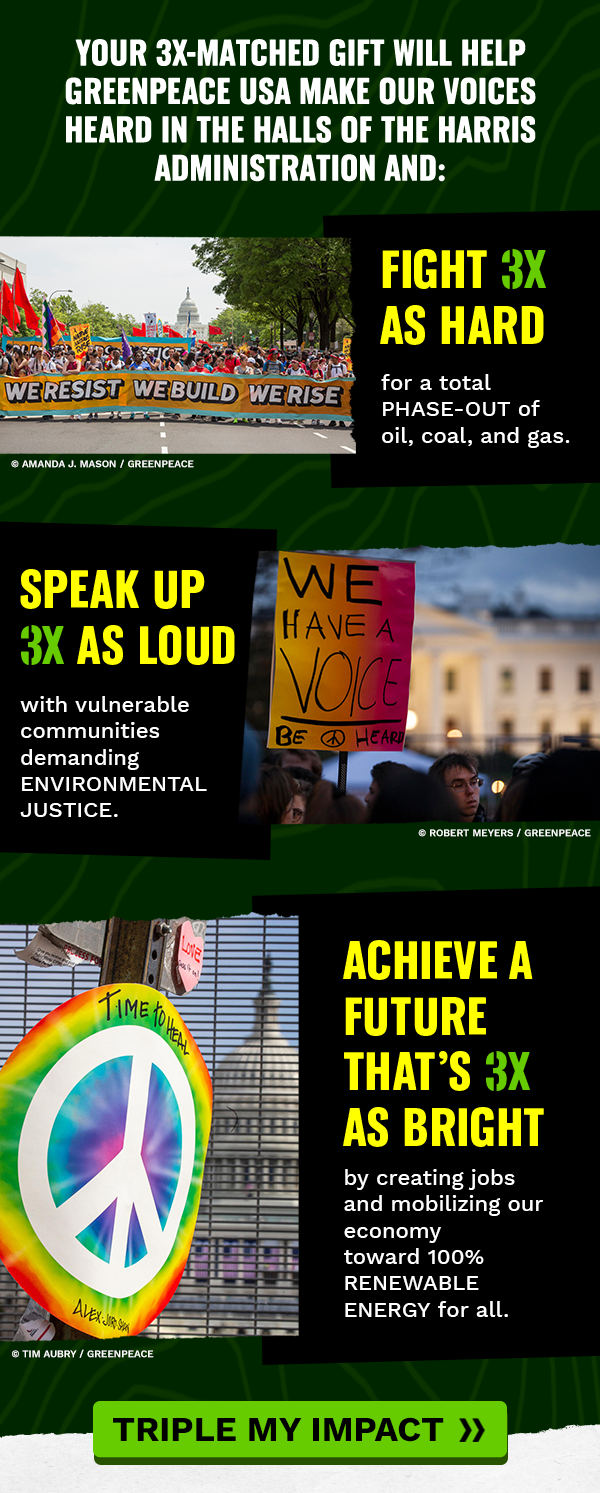 YOUR 3X-MATCHED GIFT WILL HELP
GREENPEACE USA MAKE OUR VOICES
HEARD IN THE HALLS OF THE HARRIS
ADMINISTRATION AND:
WE RESIST WE BUILD WE RISE
© AMANDA J. MASON / GREENPEACE
FIGHT 3X
AS HARD
for a total
PHASE-OUT of
oil, coal, and gas.
SPEAK UP
3X AS LOUD
with vulnerable
communities
demanding
ENVIRONMENTAL
JUSTICE.
WE
HAVE A
VOICE
BE HEARD
© ROBERT MEYERS / GREENPEACE
LOVE
TIME to HEAL
© TIM AUBRY / GREENPEACE
ACHIEVE A
FUTURE
THAT'S 3X
AS BRIGHT
by creating jobs
and mobilizing our
economy
toward 100%
RENEWABLE
ENERGY for all.
TRIPLE MY IMPACT »